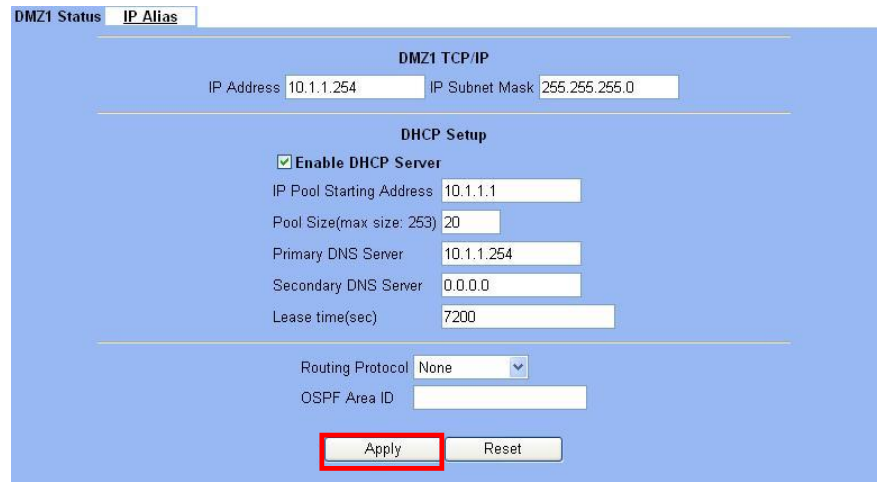 DMZ1 Status IP Alias
DMZ1 TCP/IP
IP Address 10.1.1.254 IP Subnet Mask 255.255.255.0
DHCP Setup
Enable DHCP Server
IP Pool Starting Address 10.1.1.1
Pool Size(max size: 253) 20
Primary DNS Server 10.1.1.254
Secondary DNS Server 0.0.0.0
Lease time(sec) 7200
Routing Protocol None
OSPF Area ID
Apply Reset